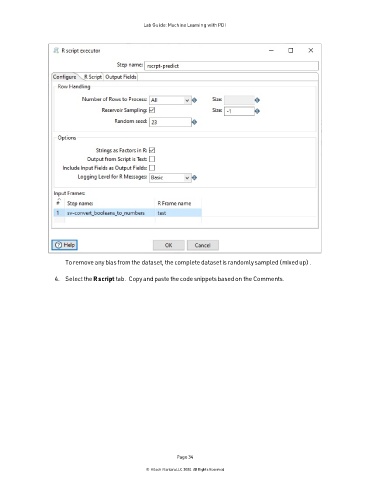 Lab Guide: Machine Learning with PDI
R script executor
Step name: rscrpt-predict
Configure R Script Output Fields
Row Handling
Number of Rows to Process: All Size:
Reservoir Sampling: Size: -1
Random seed: 23
Options
Strings as Factors in R:
Output from Script is Text:
Include Input Fields as Output Fields:
Logging Level for R Messages: Basic
Input Frames:
# Step name: R Frame name
1 sv-convert_booleans_to_numbers test
Help OK Cancel
To remove any bias from the dataset, the complete dataset is randomly sampled (mixed up) .
4. Select the R script tab. Copy and paste the code snippets based on the Comments.
Page 34
© Hitachi Vantara LLC 2020. All Rights Reserved